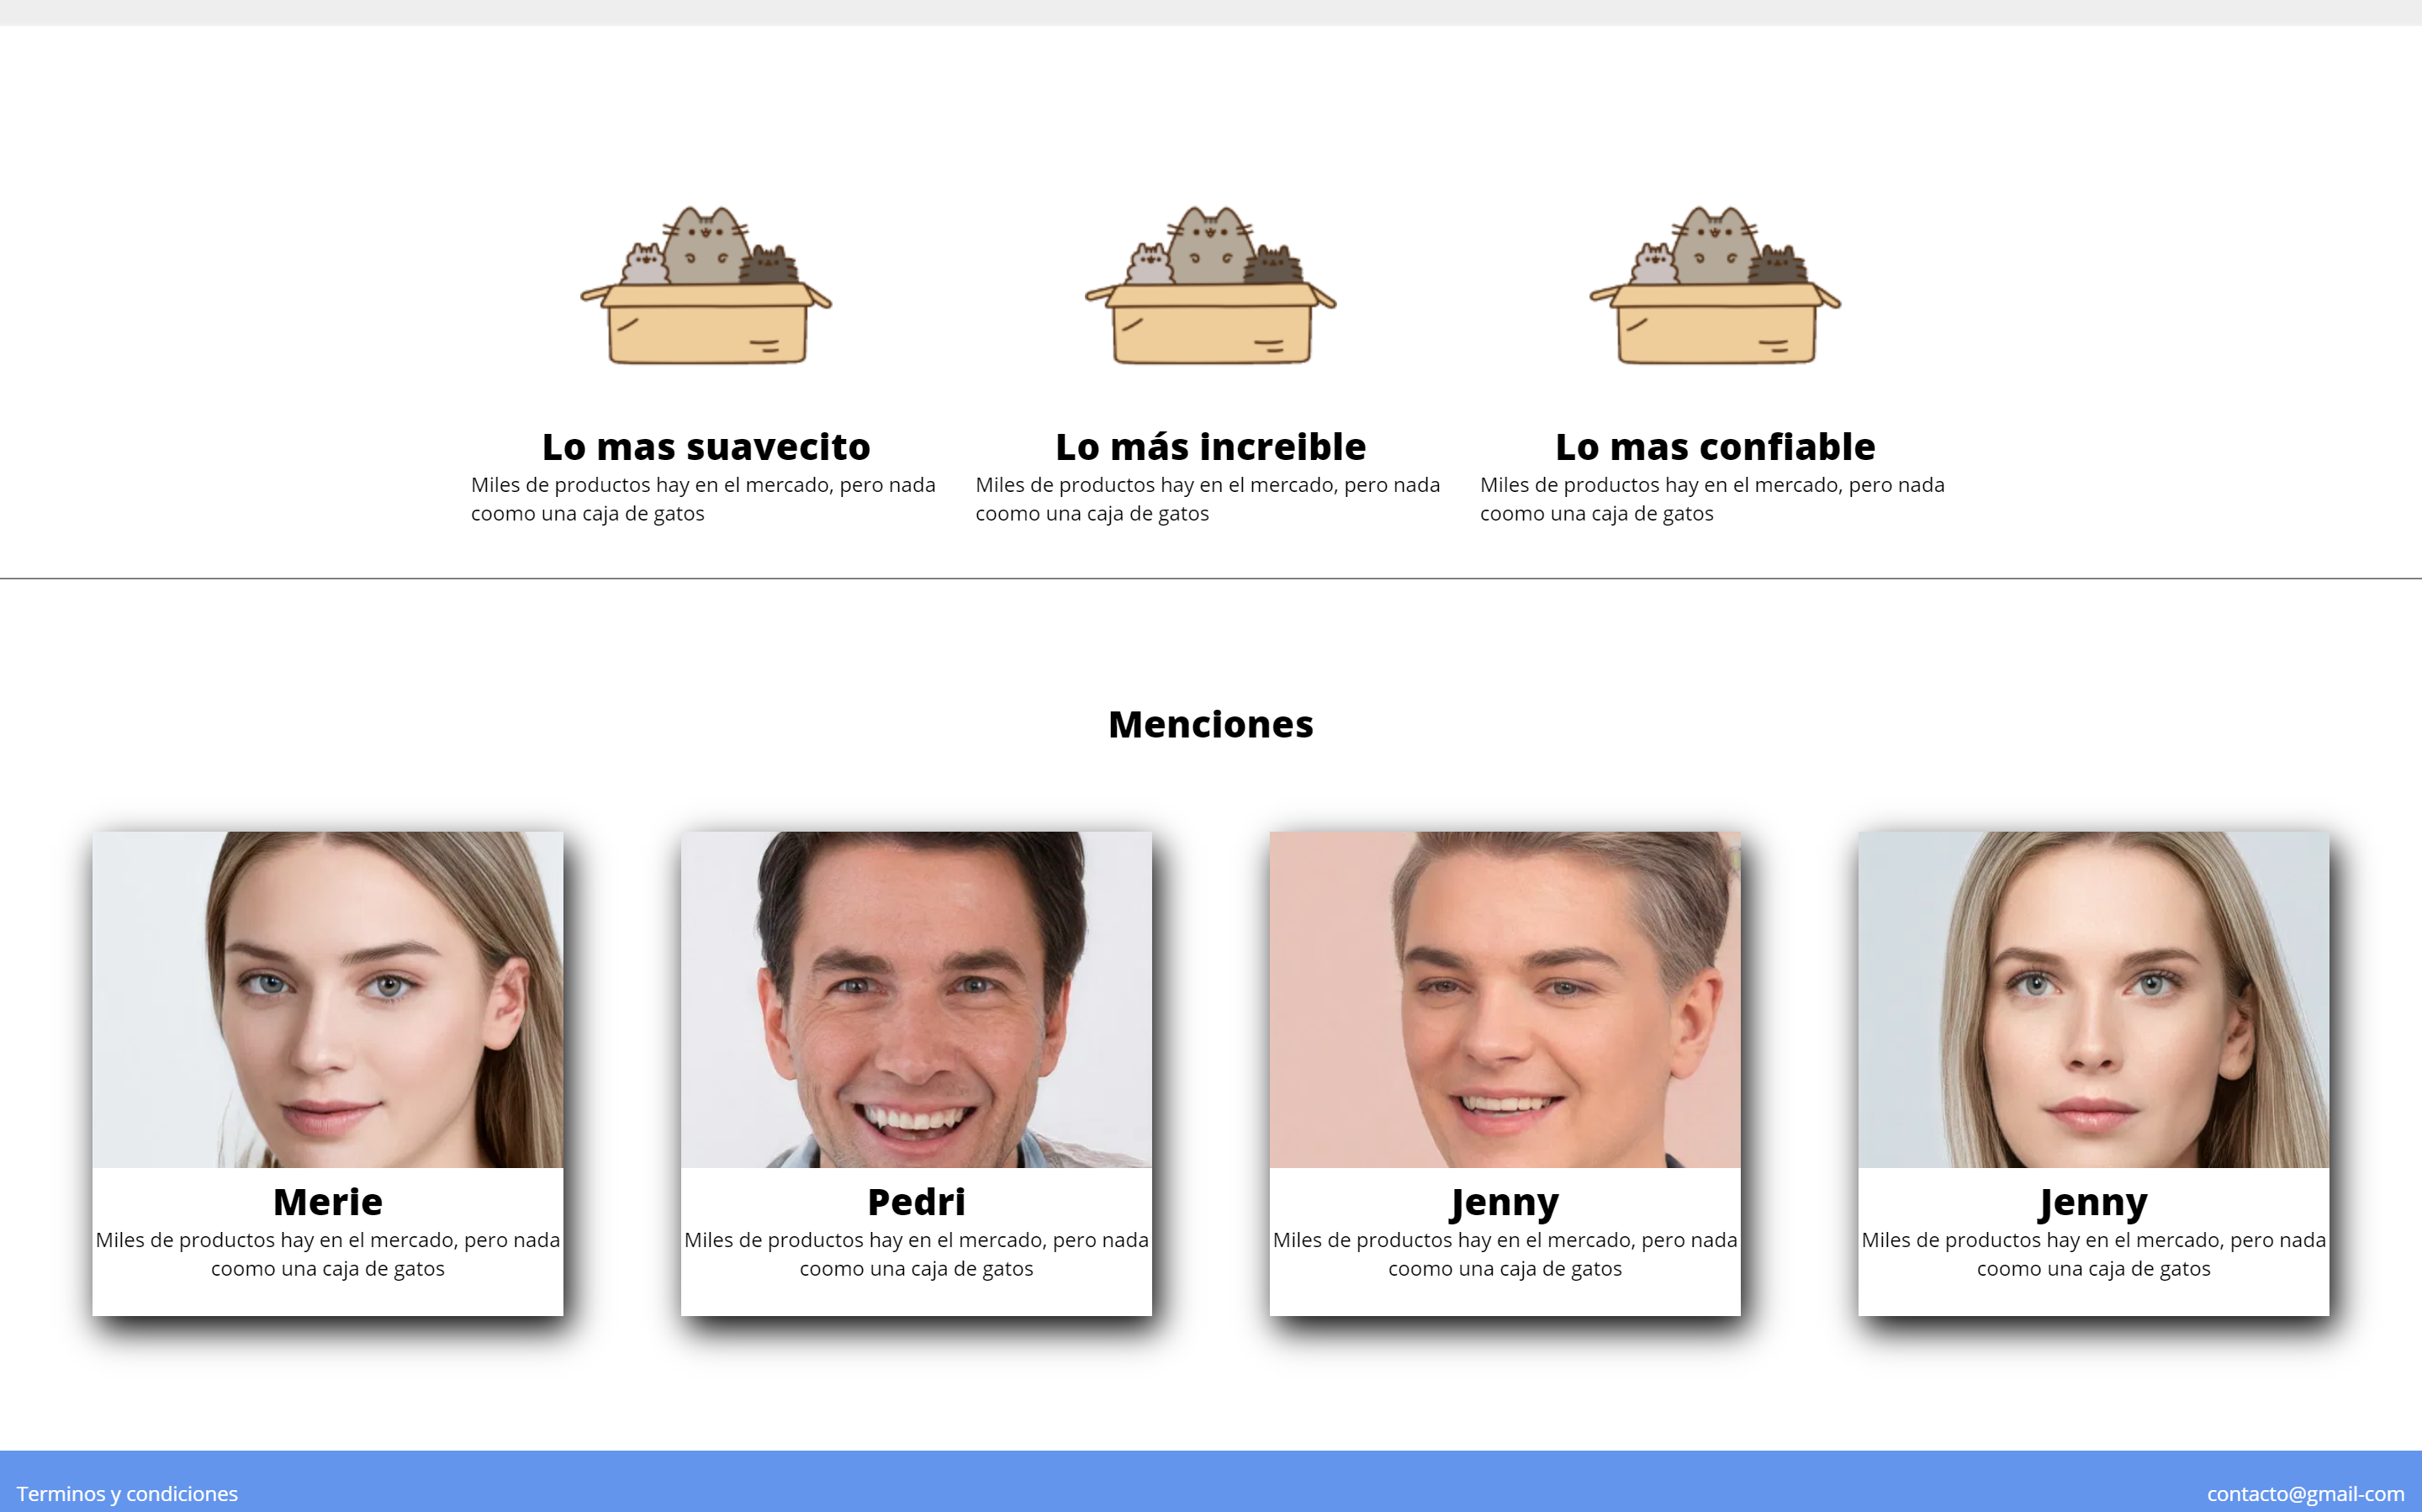 Lo mas suavecito
Miles de productos hay en el mercado, pero nada
coomo una caja de gatos
Lo más increible
Miles de productos hay en el mercado, pero nada
coomo una caja de gatos
Lo mas confiable
Miles de productos hay en el mercado, pero nada
coomo una caja de gatos
Menciones
Merie
Miles de productos hay en el mercado, pero nada
coomo una caja de gatos
Pedri
Miles de productos hay en el mercado, pero nada
coomo una caja de gatos
Jenny
Miles de productos hay en el mercado, pero nada
coomo una caja de gatos
Jenny
Miles de productos hay en el mercado, pero nada
coomo una caja de gatos
Terminos y condiciones
contacto@gmail-com